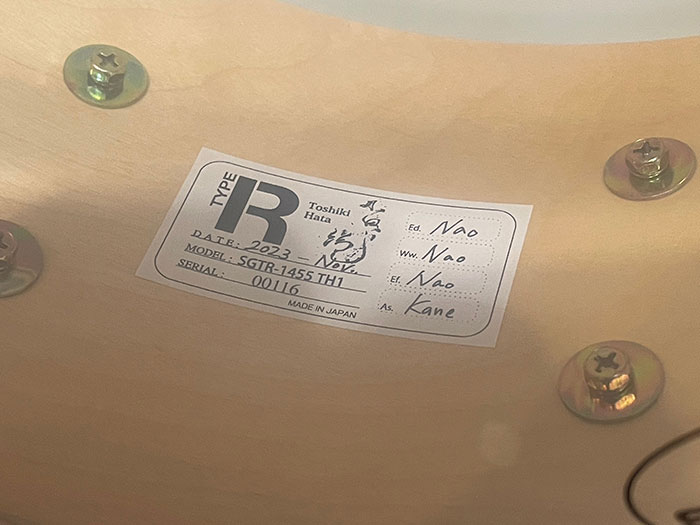 TYPE R
Toshiki
Hata
DATE: 2023 - Nov.
MODEL: SGTR-1455 TH1
SERIAL: 00116
MADE IN JAPAN
Ed. Nao
Ww. Nao
Ef. Nao
As. Kane